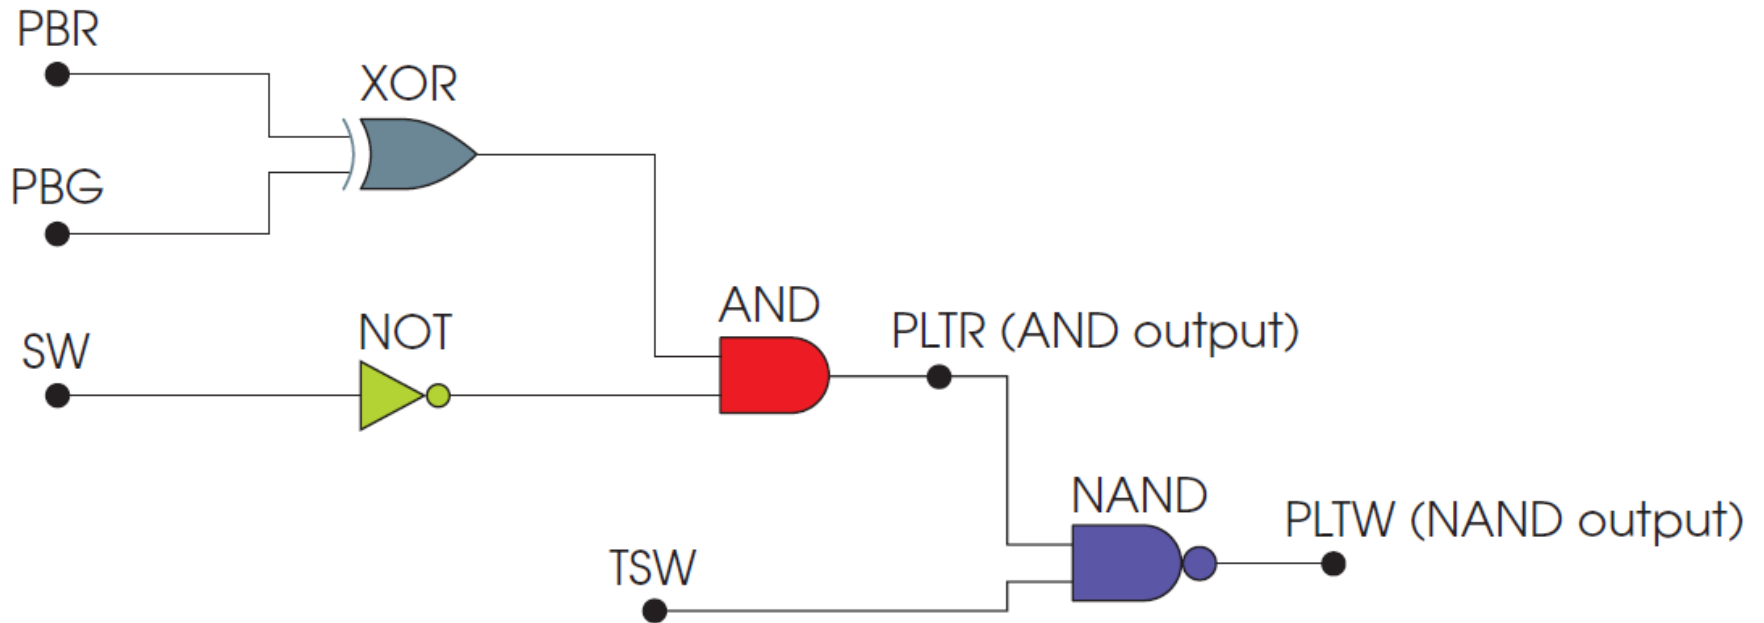 PBR
XOR
PBG
AND
NOT
PLTR (AND output)
SW
NAND
PLTW (NAND output)
TSW